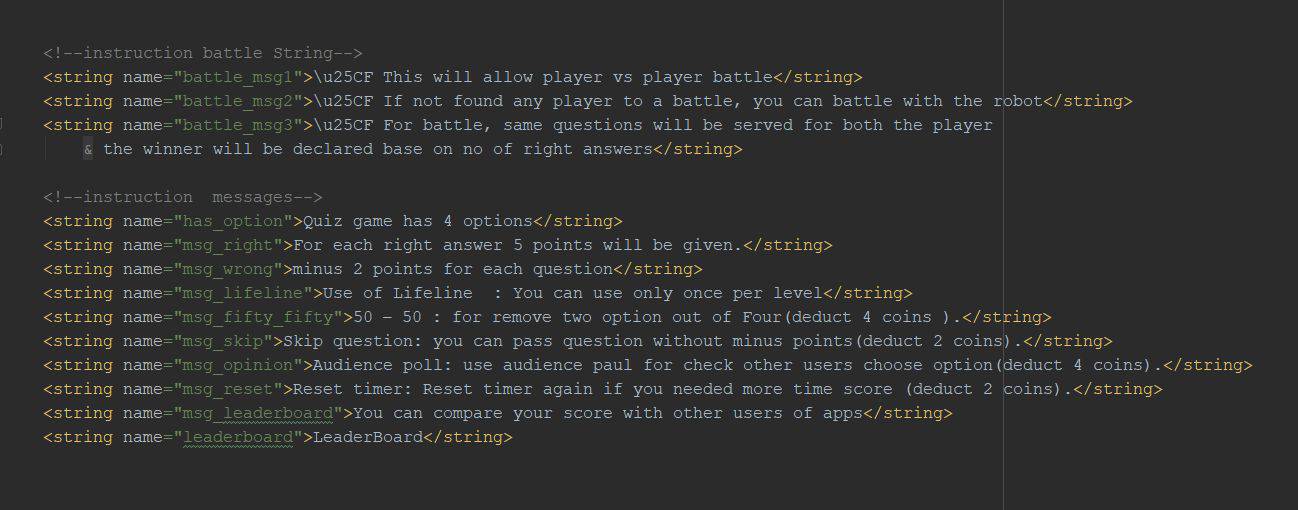 <!--instruction battle String-->
<string name="battle_msg1">\u25CF This will allow player vs player battle</string>
<string name="battle_msg2">\u25CF If not found any player to a battle, you can battle with the robot</string>
<string name="battle_msg3">\u25CF For battle, same questions will be served for both the player
& the winner will be declared base on no of right answers</string>
<!--instruction  messages-->
<string name="has_option">Quiz game has 4 options</string>
<string name="msg_right">For each right answer 5 points will be given.</string>
<string name="msg_wrong">minus 2 points for each question</string>
<string name="msg_lifeline">Use of Lifeline  : You can use only once per level</string>
<string name="msg_fifty_fifty">50 – 50 : for remove two option out of Four(deduct 4 coins ).</string>
<string name="msg_skip">Skip question: you can pass question without minus points(deduct 2 coins).</string>
<string name="msg_opinion">Audience poll: use audience paul for check other users choose option(deduct 4 coins).</string>
<string name="msg_reset">Reset timer: Reset timer again if you needed more time score (deduct 2 coins).</string>
<string name="msg_leaderboard">You can compare your score with other users of apps</string>
<string name="leaderboard">LeaderBoard</string>